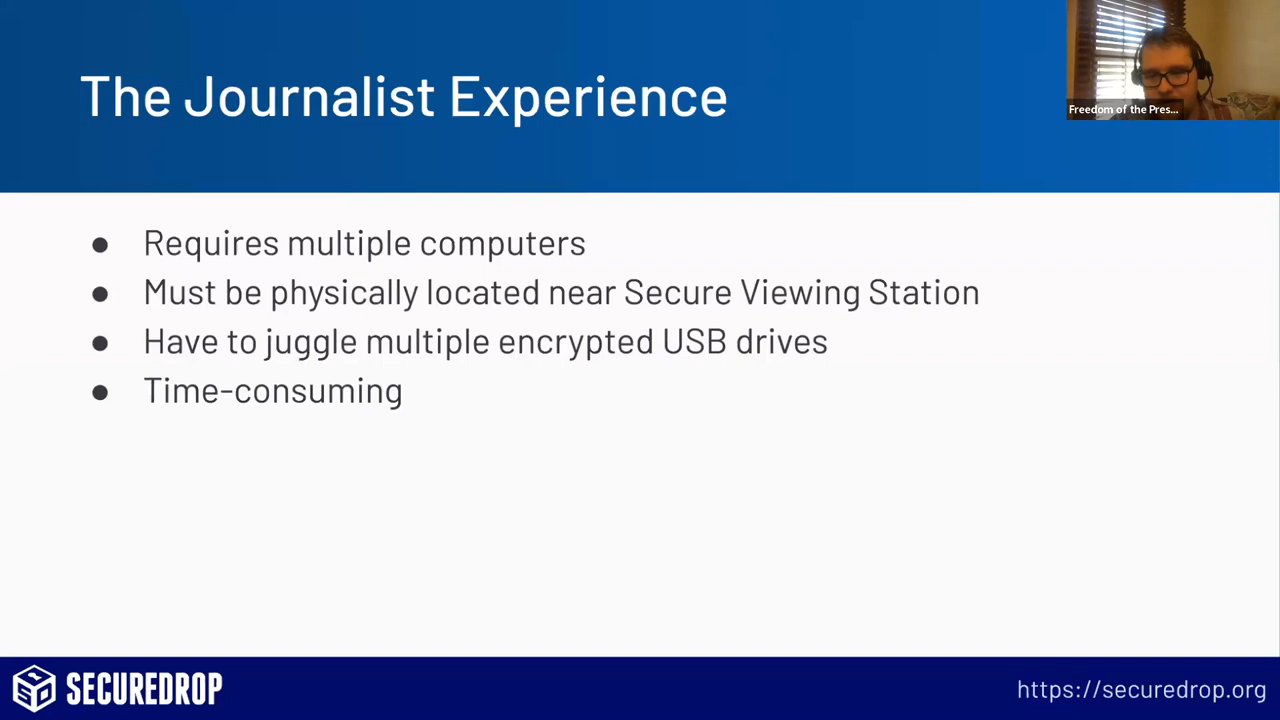 The Journalist Experience
Freedom of the Pres...
● Requires multiple computers
● Must be physically located near Secure Viewing Station
● Have to juggle multiple encrypted USB drives
● Time-consuming
SECUREDROP
https://securedrop.org